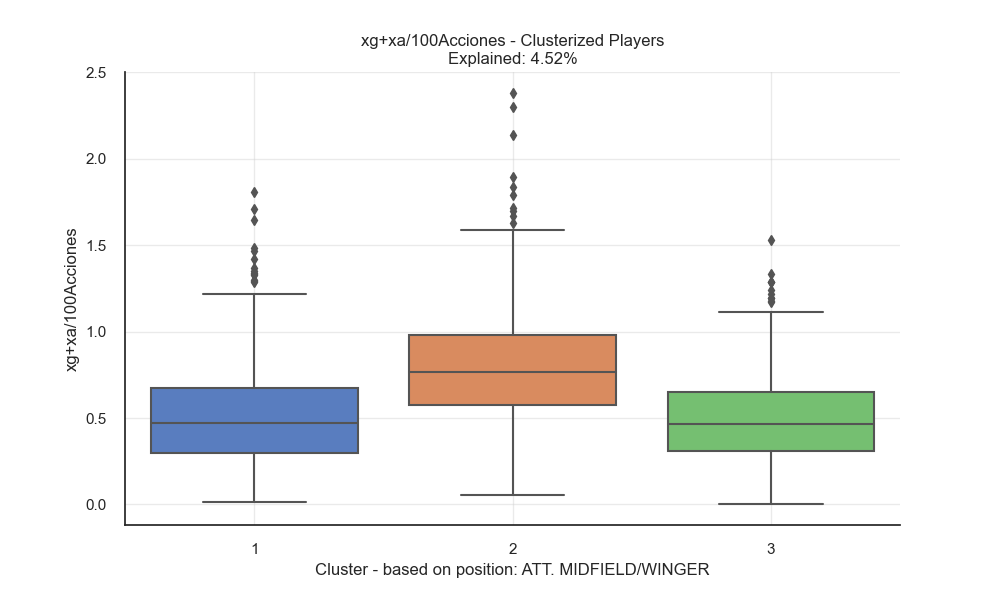 xg+xa/100Acciones - Clusterized Players
Explained: 4.52%
2.5
2.0
1.5
1.0
0.5
0.0
xg+xa/100Acciones
1 2 3
Cluster - based on position: ATT. MIDFIELD/WINGER